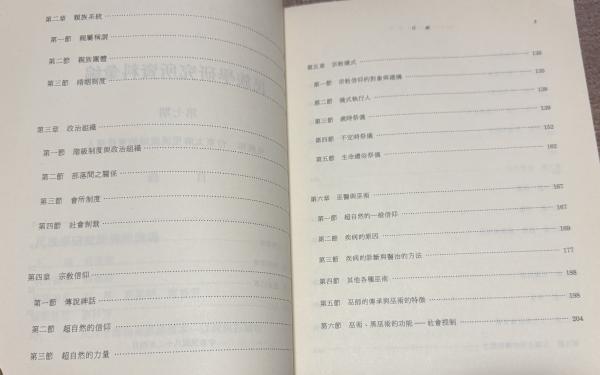 第二章　親族系統
第一節　親屬稱謂
第二節　親族團體
第三節　婚姻制度
第三章　政治組織
第一節　階級制度與政治組織
第二節　部落間之關係
第三節　會所制度
第四節　社會制裁
第四章　宗教信仰
第一節　傳說神話
第二節　超自然的信仰
第三節　超自然的力量
目　錄 3
第五章　宗教儀式 135
第一節　宗教信仰的對象與禮儀 135
第二節　儀式執行人 139
第三節　歲時祭儀 139
第四節　不定時祭儀 152
第五節　生命禮俗祭儀 162
第六章　巫醫與巫術 167
第一節　超自然的一般信仰 167
第二節　疾病的原因 169
第三節　疾病的診斷與醫治的方法 177
第四節　其他各種巫術 188
第五節　巫師的傳承與巫術的特徵 198
第六節　巫術、黑巫術的功能——社會控制 204